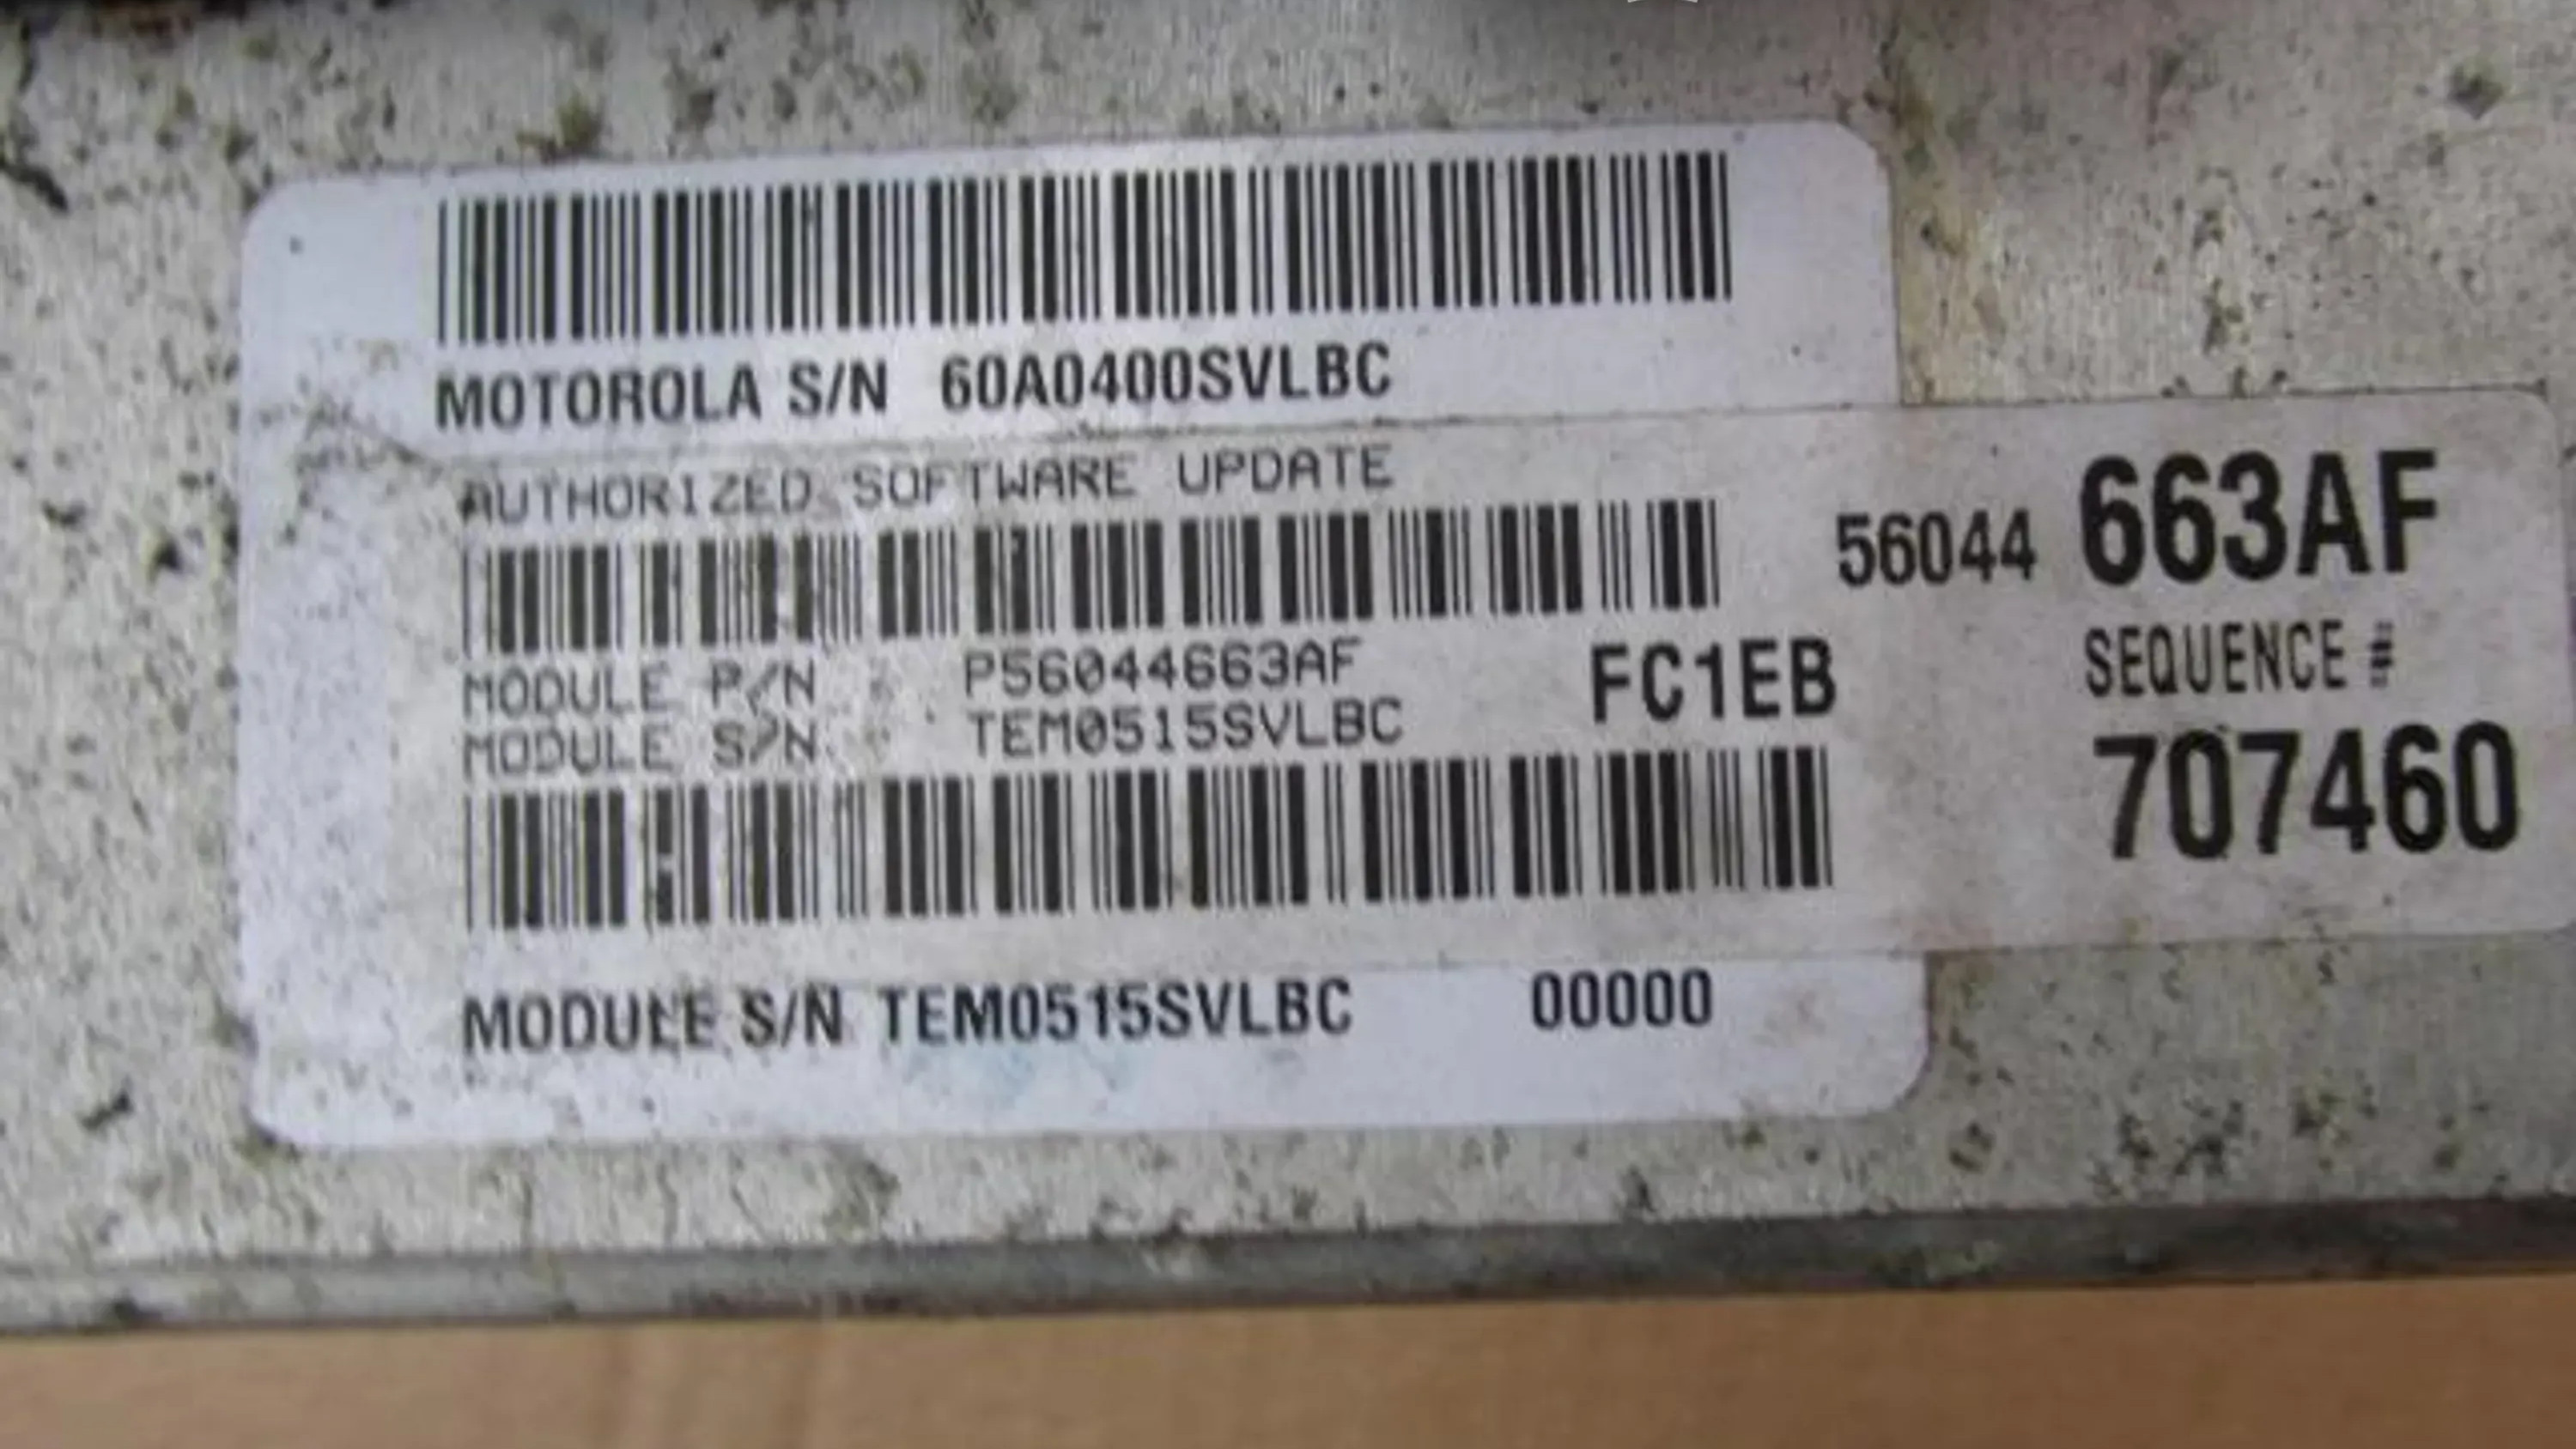 MOTOROLA S/N 60A0400SVLBC
AUTHORIZED SOFTWARE UPDATE
56044 663AF
MODULE P/N P56044663AF FC1EB
MODULE S/N TEM0515SVLBC
SEQUENCE #
707460
MODULE S/N TEM0515SVLBC 00000